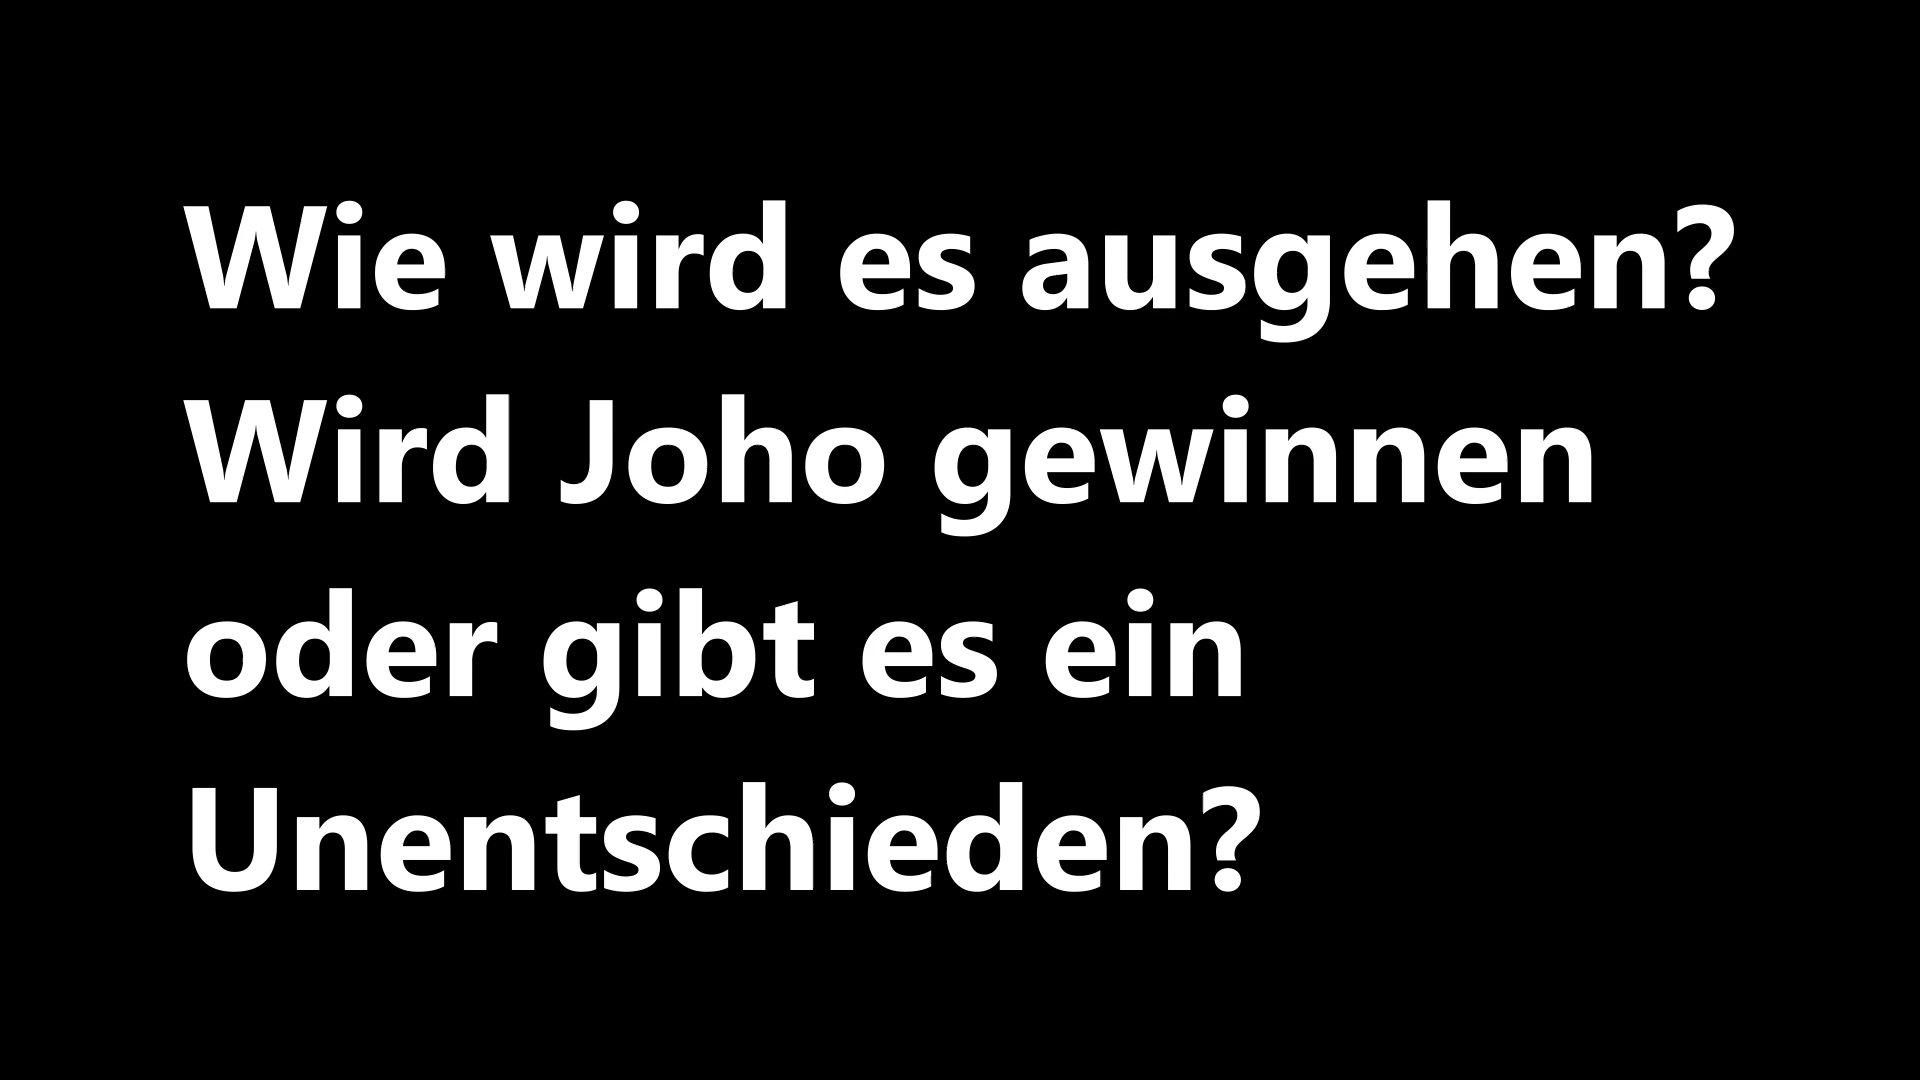 Wie wird es ausgehen?
Wird Joho gewinnen
oder gibt es ein
Unentschieden?